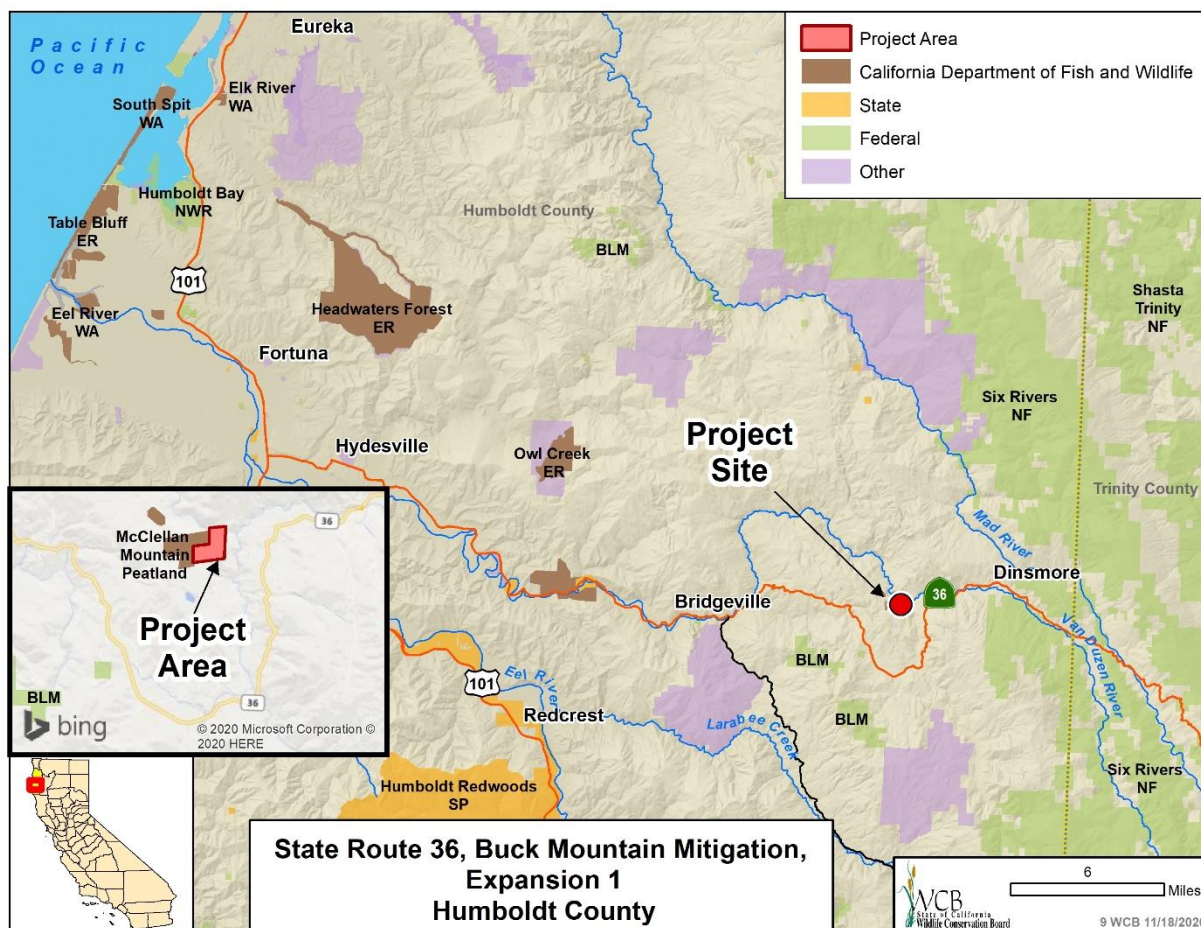 Eureka
Pacific
Ocean
Elk River
WA
South Spit
WA
Humboldt Bay
NWR
Table Bluff
ER
101
Eel River
WA
Fortuna
Headwaters Forest
ER
Humboldt County
BLM
Project Area
California Department of Fish and Wildlife
State
Federal
Other
Shasta
Trinity
NF
Six Rivers
NF
Trinity County
Hydesville
Owl Creek
ER
Project
Site
Mad River
Dinsmore
36
Bridgeville
BLM
BLM
Van Duzen River
Six Rivers
NF
Eel River
101
Redcrest
Larabee Creek
Humboldt Redwoods
SP
36
McClellan
Mountain
Peatland
Project
Area
BLM
36
bing
© 2020 Microsoft Corporation ©
2020 HERE
State Route 36, Buck Mountain Mitigation,
Expansion 1
Humboldt County
WCB
State of California
Wildlife Conservation Board
6
Miles
9 WCB 11/18/2020